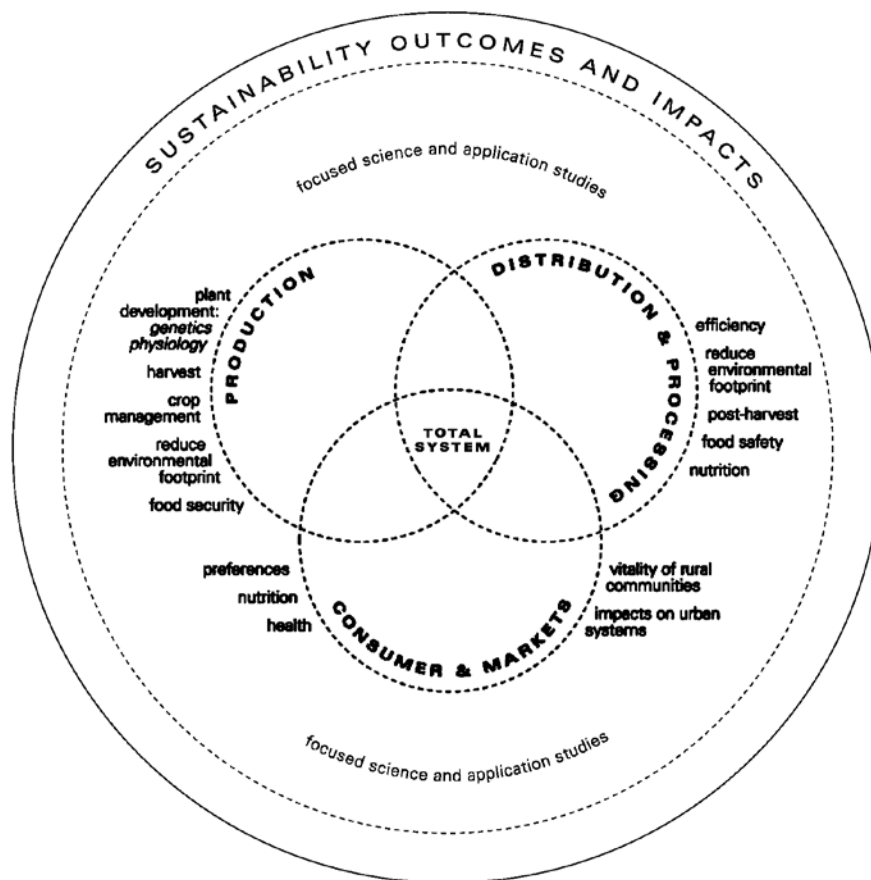 SUSTAINABILITY OUTCOMES AND IMPACTS
focused science and application studies
PRODUCTION
plant
development:
genetics
physiology
harvest
crop
management
reduce
environmental
footprint
food security
DISTRIBUTION & PROCESSING
efficiency
reduce
environmental
footprint
post-harvest
food safety
nutrition
TOTAL
SYSTEM
preferences
nutrition
health
CONSUMER & MARKETS
vitality of rural
communities
impacts on urban
systems
focused science and application studies